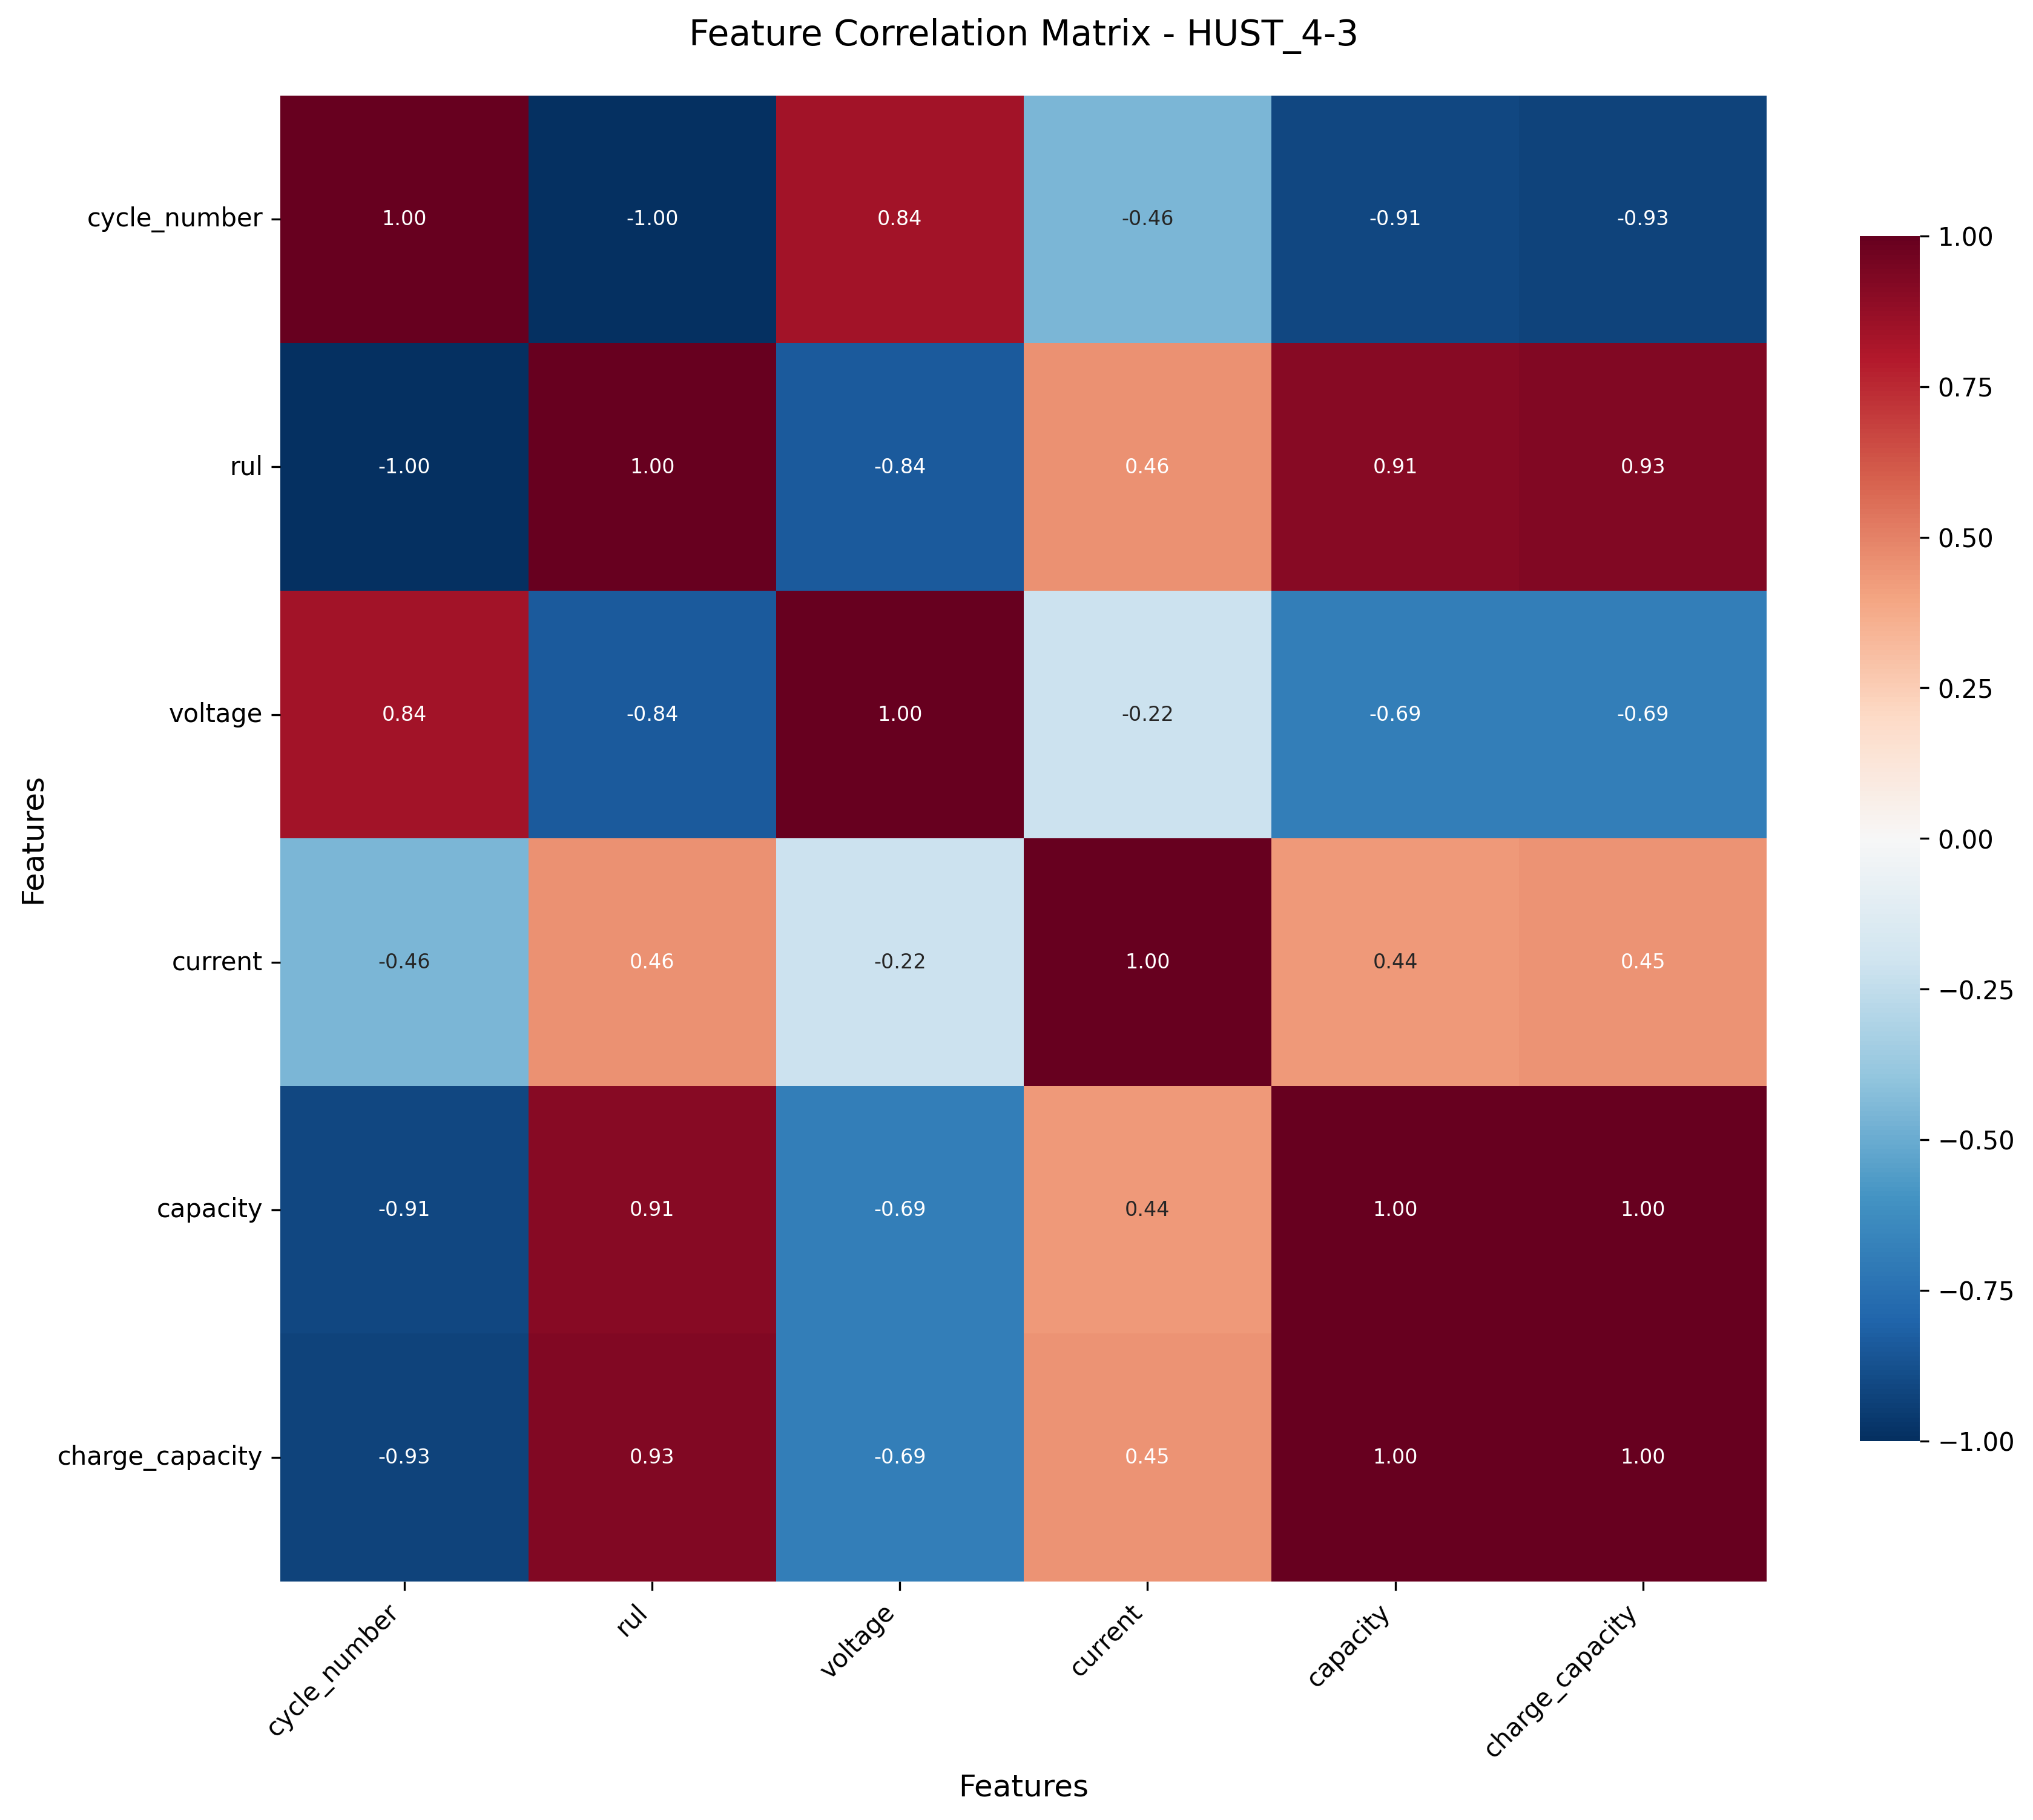 Feature Correlation Matrix - HUST_4-3
cycle_number 1.00 -1.00 0.84 -0.46 -0.91 -0.93
rul -1.00 1.00 -0.84 0.46 0.91 0.93
voltage 0.84 -0.84 1.00 -0.22 -0.69 -0.69
current -0.46 0.46 -0.22 1.00 0.44 0.45
capacity -0.91 0.91 -0.69 0.44 1.00 1.00
charge_capacity -0.93 0.93 -0.69 0.45 1.00 1.00
Features
cycle_number rul voltage current capacity charge_capacity
Features
1.00
0.75
0.50
0.25
0.00
−0.25
−0.50
−0.75
−1.00